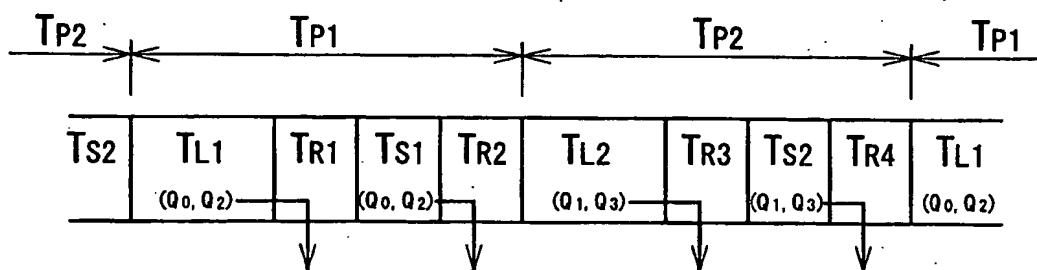 TP2 TP1 TP2 TP1
TS2 TL1 TR1 TS1 TR2 TL2 TR3 TS2 TR4 TL1
(Q0, Q2) (Q0, Q2) (Q1, Q3) (Q1, Q3) (Q0, Q2)